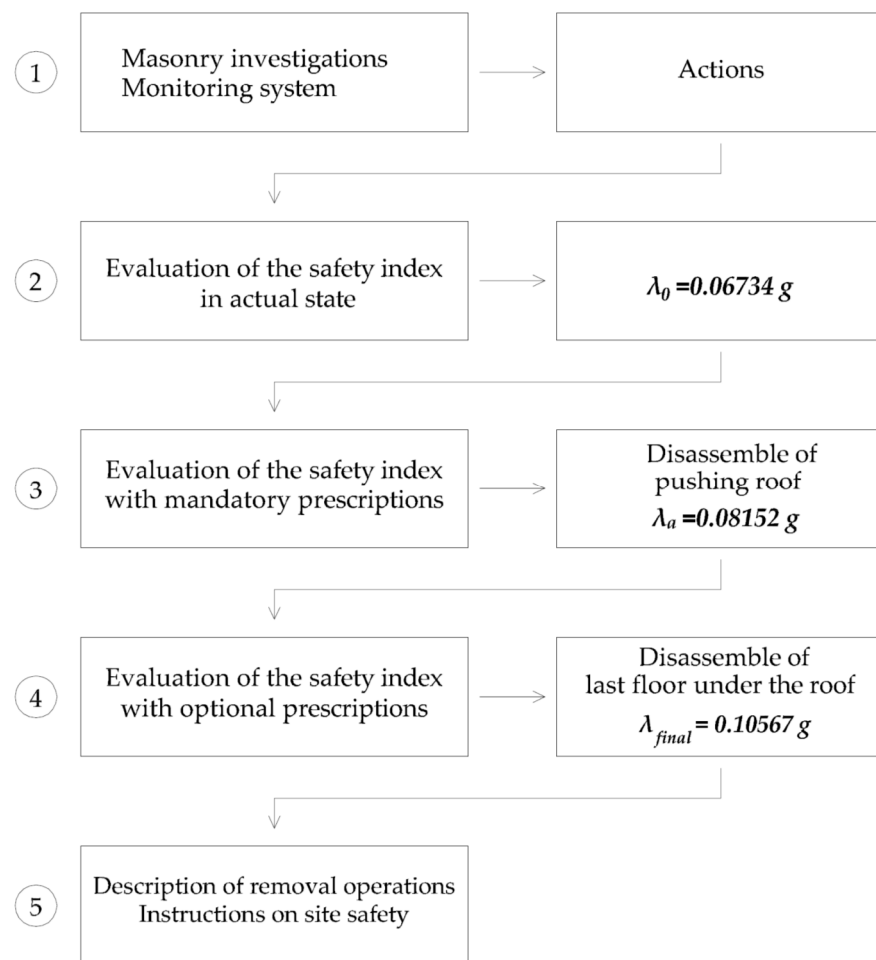 1
Masonry investigations
Monitoring system
Actions
2
Evaluation of the safety index
in actual state
λ0 =0.06734 g
3
Evaluation of the safety index
with mandatory prescriptions
Disassemble of
pushing roof
λa =0.08152 g
4
Evaluation of the safety index
with optional prescriptions
Disassemble of
last floor under the roof
λfinal = 0.10567 g
5
Description of removal operations
Instructions on site safety